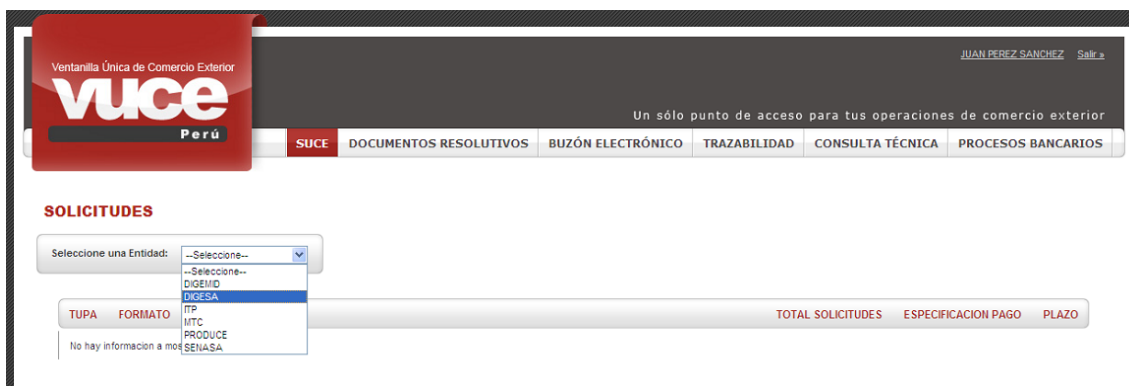 JUAN PEREZ SANCHEZ Salir »
Ventanilla Única de Comercio Exterior
vuce
Perú
Un sólo punto de acceso para tus operaciones de comercio exterior
SUCE DOCUMENTOS RESOLUTIVOS BUZÓN ELECTRÓNICO TRAZABILIDAD CONSULTA TÉCNICA PROCESOS BANCARIOS
SOLICITUDES
Seleccione una Entidad: --Seleccione--
--Seleccione--
DIGEMID
DIGESA
ITP
MTC
PRODUCE
SENASA
TUPA FORMATO TOTAL SOLICITUDES ESPECIFICACION PAGO PLAZO
No hay informacion a mos